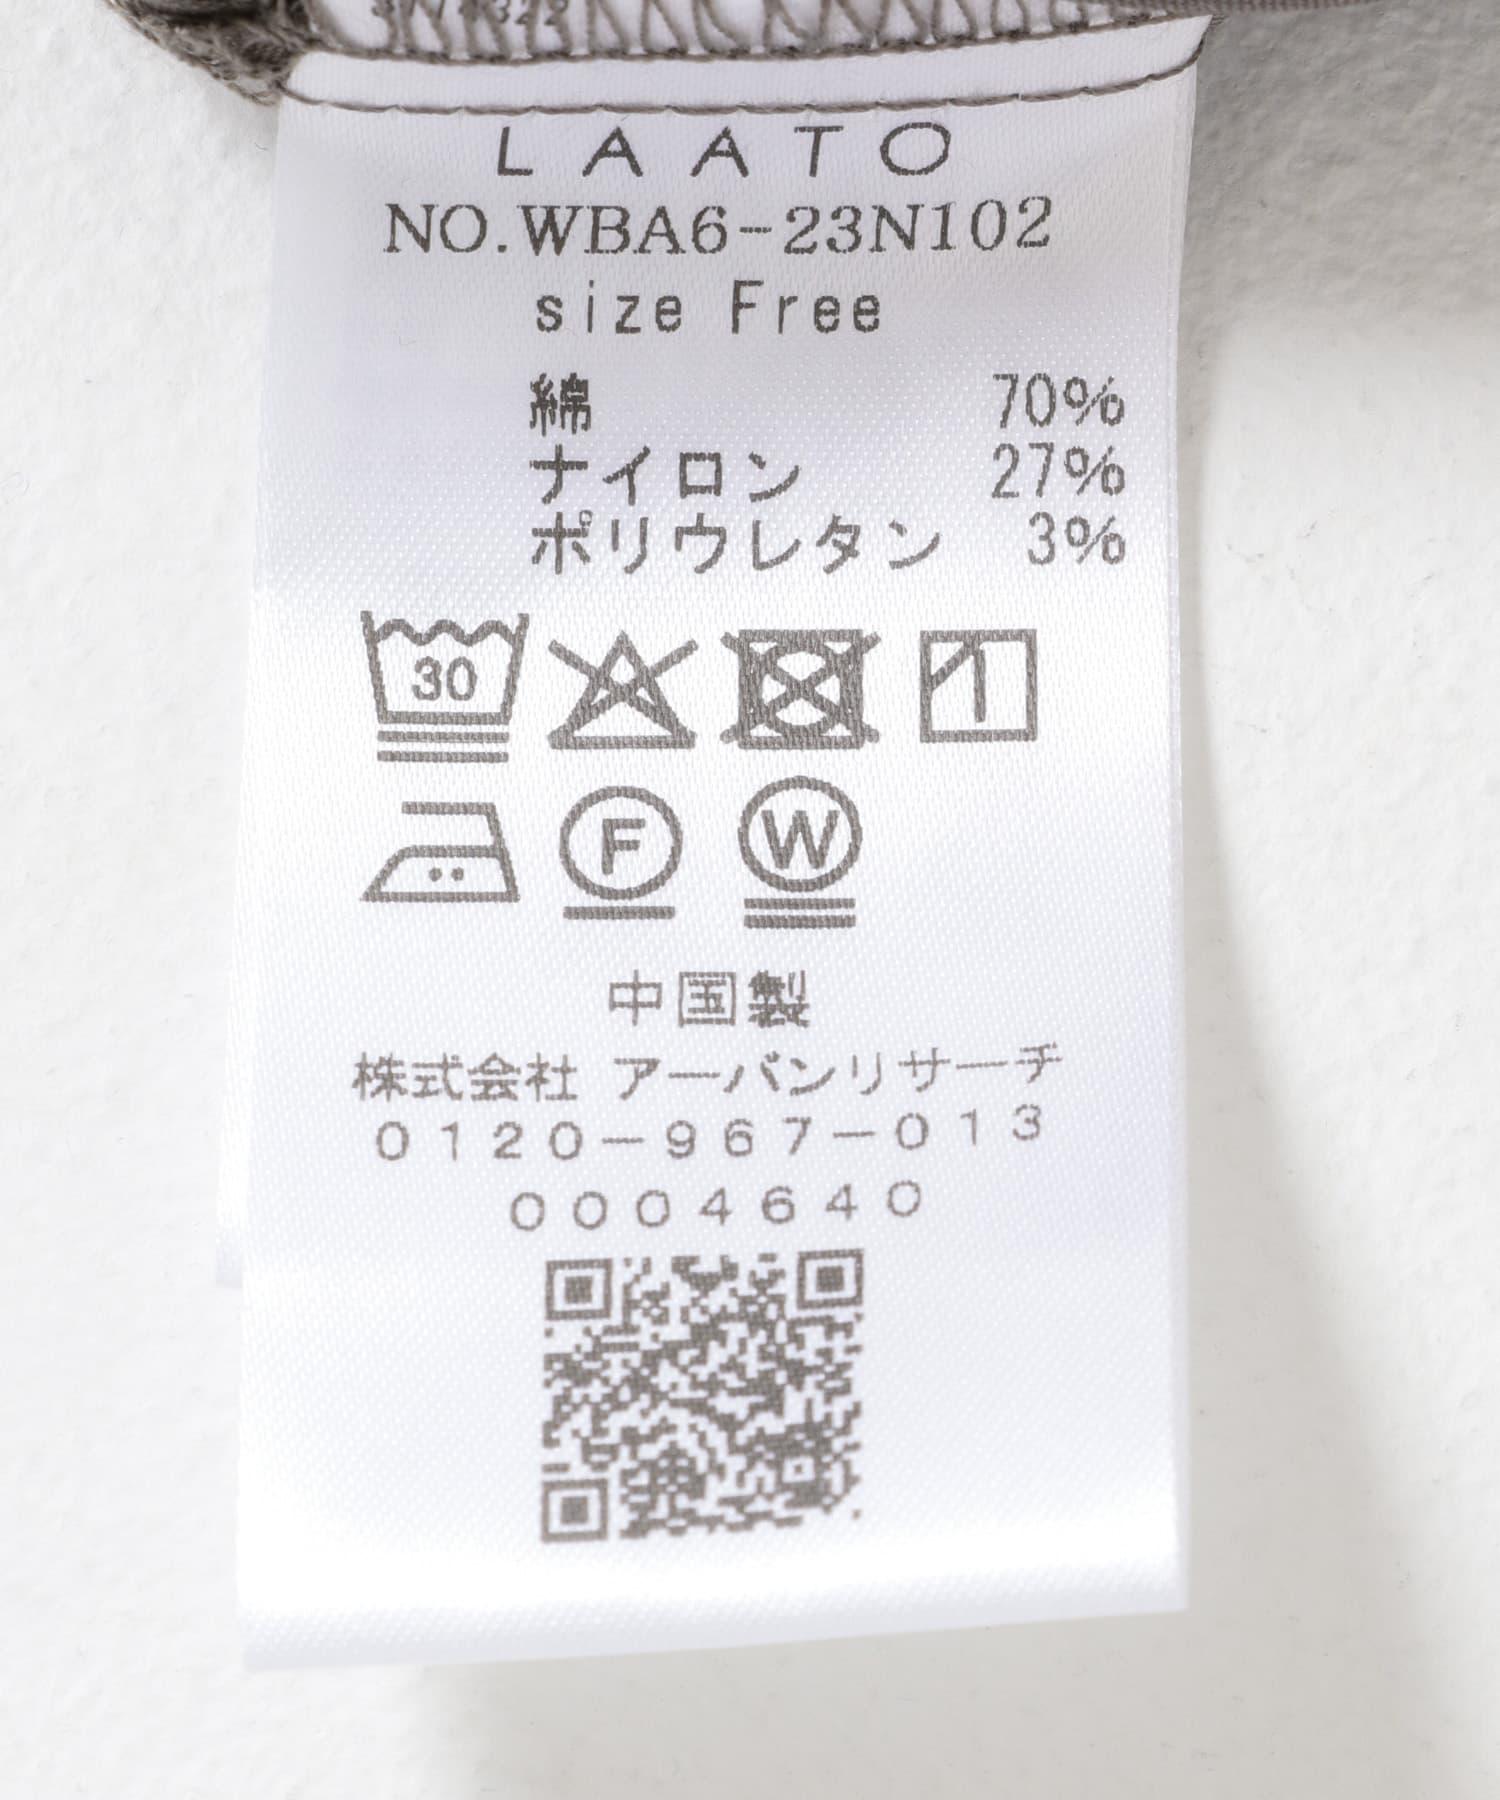 LAATO
NO.WBA6-23N102
size Free
綿 70%
ナイロン 27%
ポリウレタン 3%
30
F
W
中国製
株式会社 アーバンリサーチ
0120-967-013
0004640